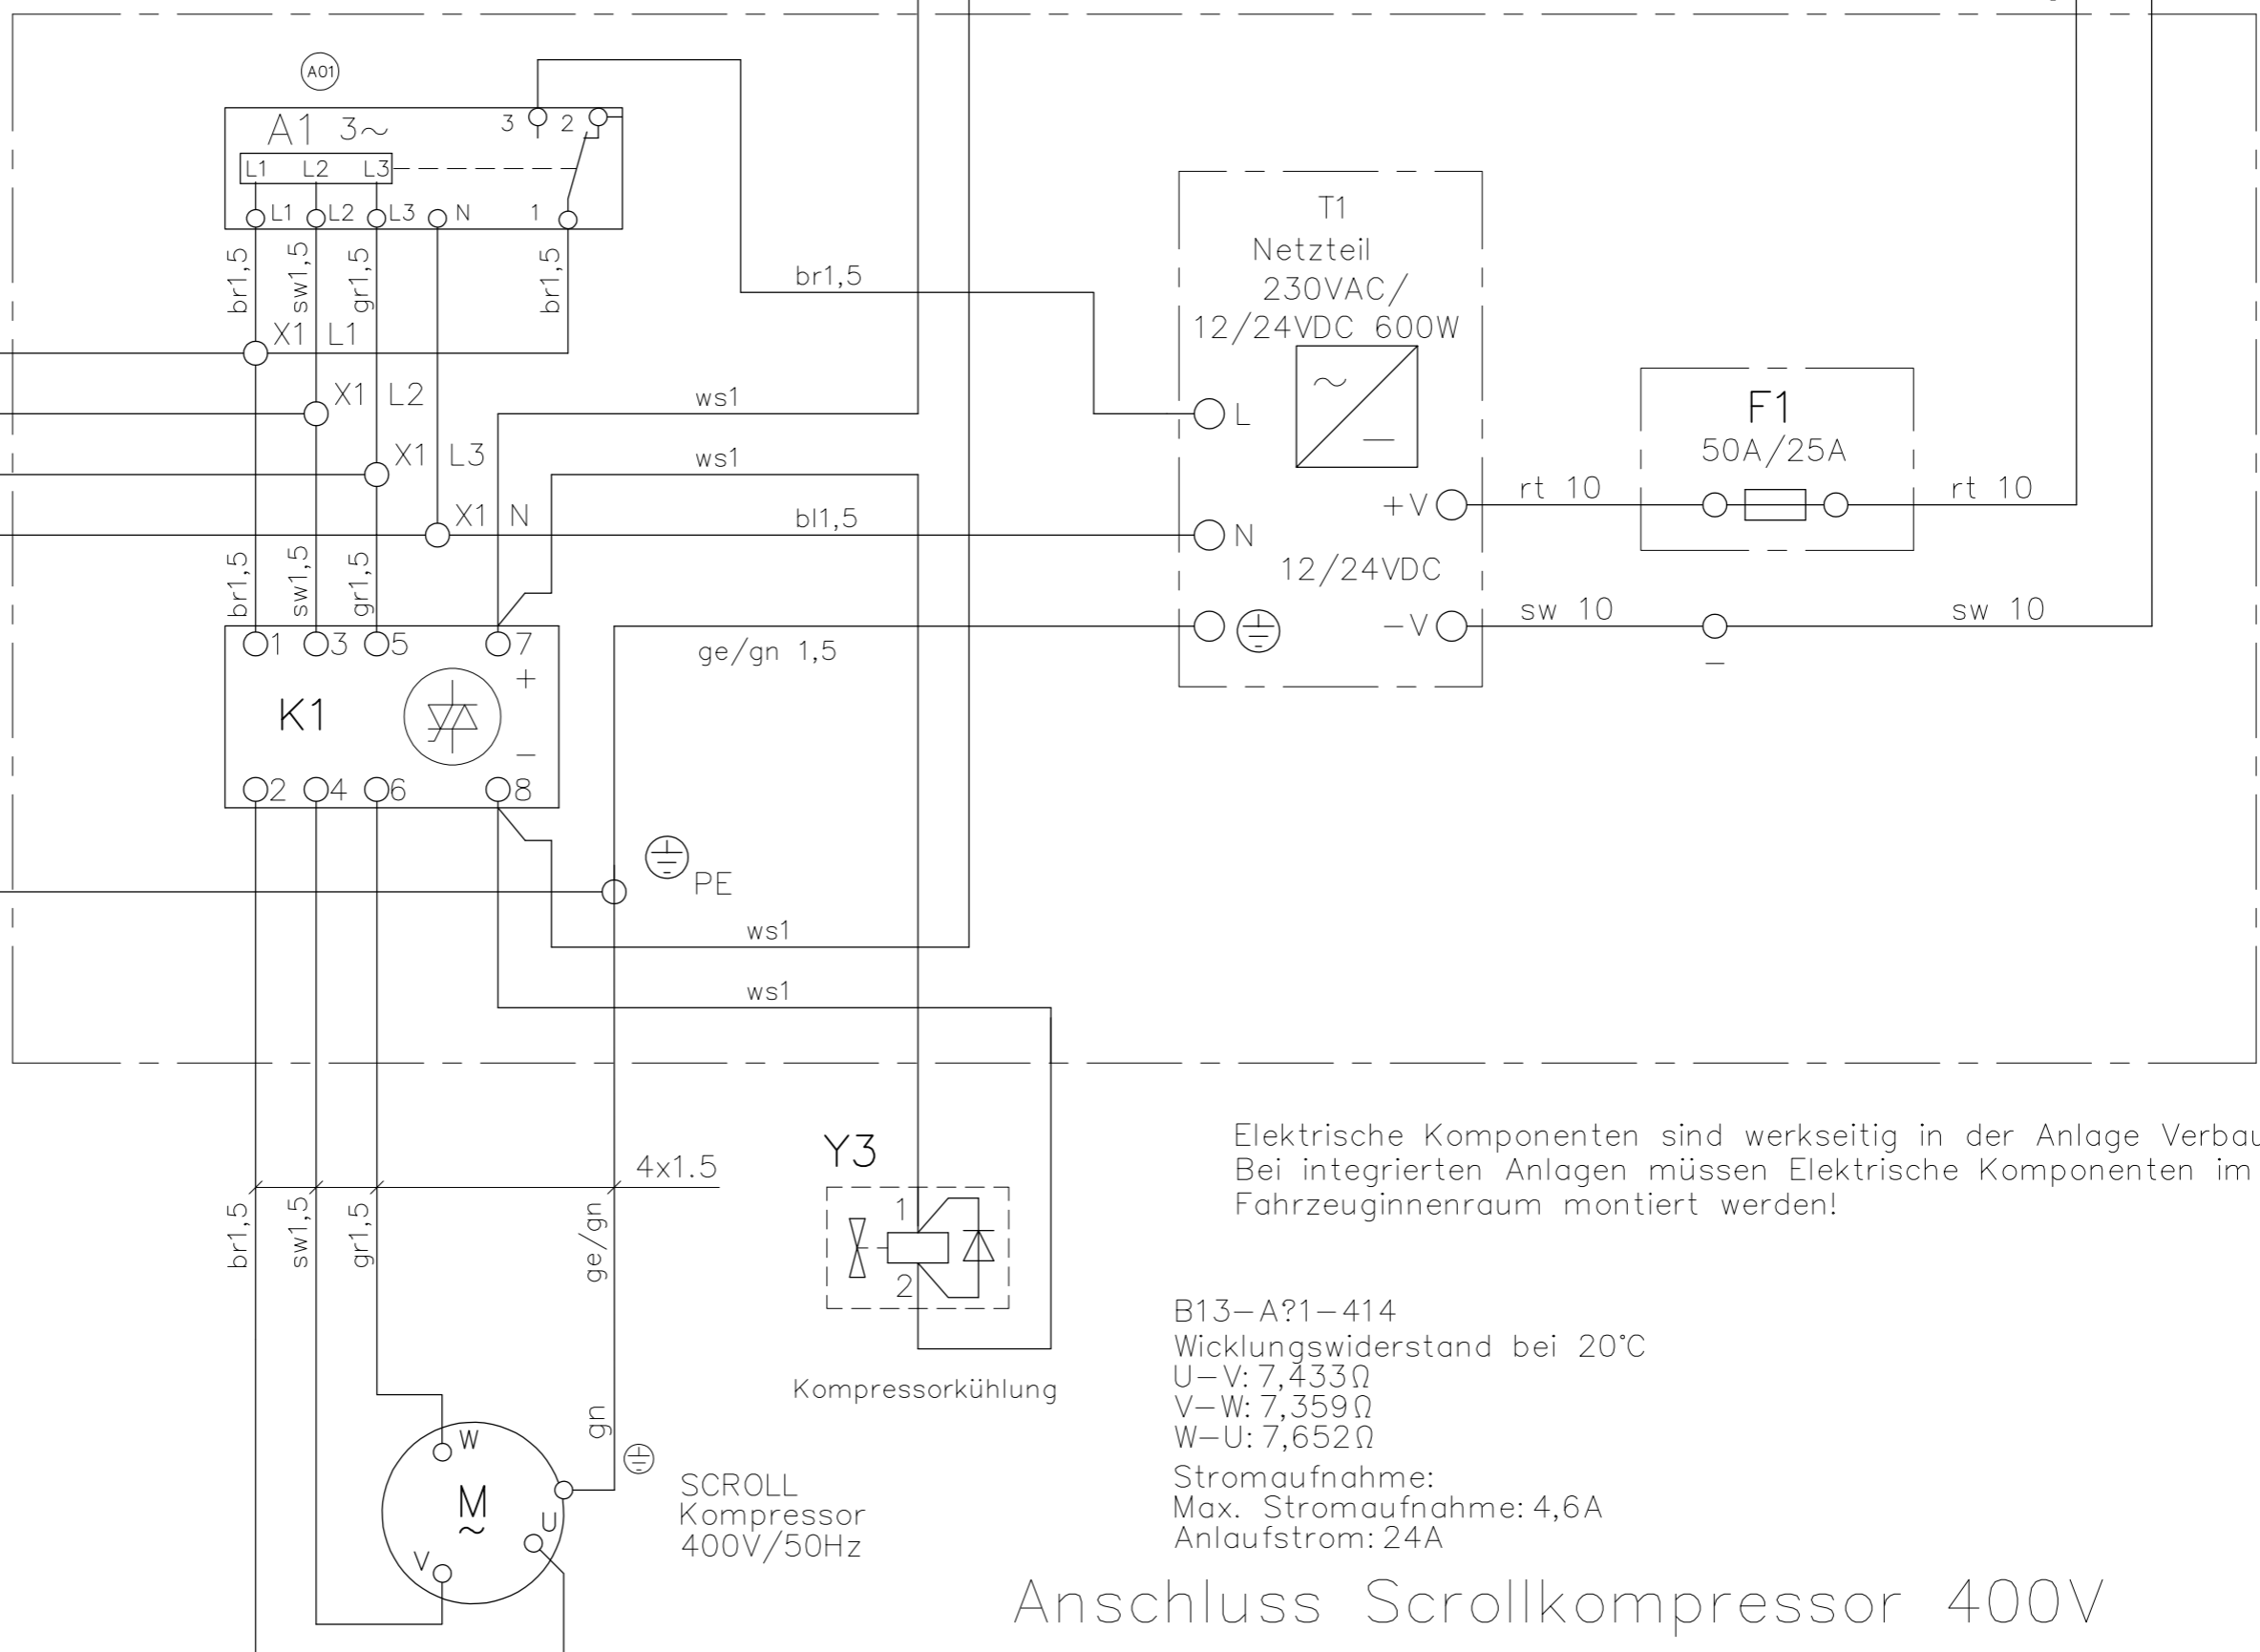 A01
A1 3~
3 2
L1 L2 L3
L1 L2 L3 N 1
br1,5 sw1,5 gr1,5 br1,5
br1,5
X1 L1
X1 L2
X1 L3
X1 N
ws1
ws1
bl1,5
br1,5 sw1,5 gr1,5
T1
Netzteil
230VAC/
12/24VDC 600W
~
—
L
+V
N
12/24VDC
-V
F1
50A/25A
rt 10
rt 10
sw 10
sw 10
–
ge/gn 1,5
1 3 5 7
+
K1
–
2 4 6 8
PE
ws1
ws1
4x1.5
br1,5 sw1,5 gr1,5 ge/gn
Y3
1
2
Kompressorkühlung
Elektrische Komponenten sind werkseitig in der Anlage Verbau
Bei integrierten Anlagen müssen Elektrische Komponenten im
Fahrzeuginnenraum montiert werden!
gn
W
M
~
U
V
SCROLL
Kompressor
400V/50Hz
B13-A?1-414
Wicklungswiderstand bei 20°C
U-V: 7,433Ω
V-W: 7,359Ω
W-U: 7,652Ω
Stromaufnahme:
Max. Stromaufnahme: 4,6A
Anlaufstrom: 24A
Anschluss Scrollkompressor 400V